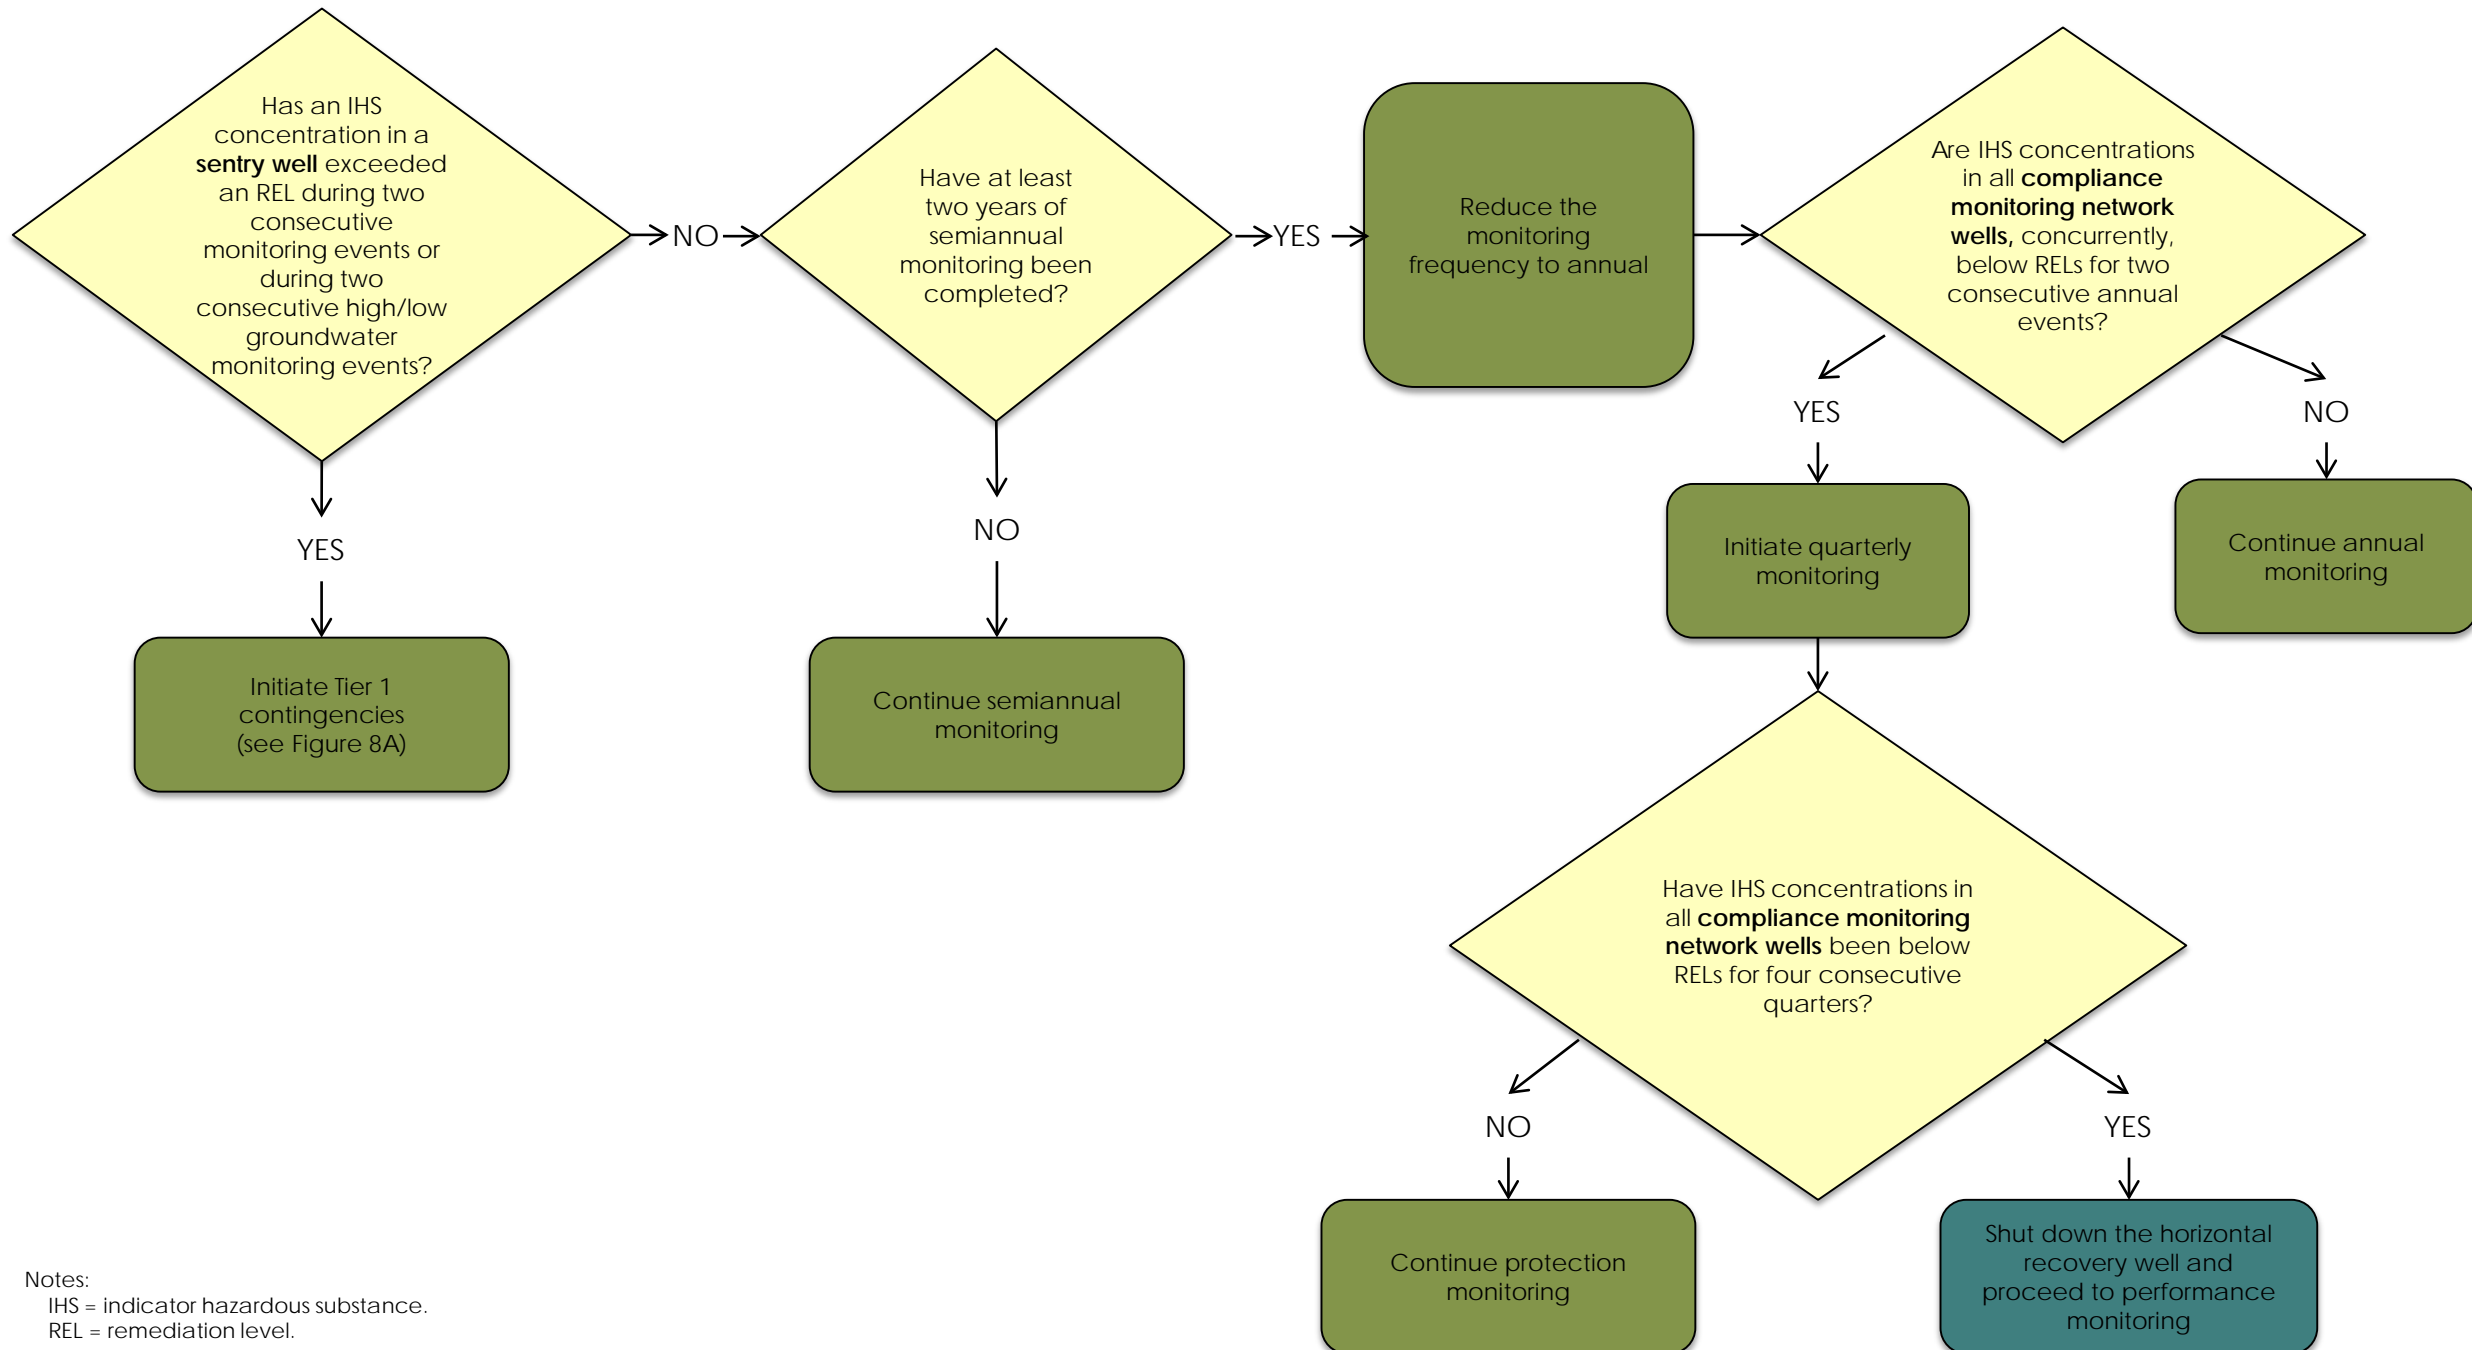 Has an IHS
concentration in a
sentry well exceeded
an REL during two
consecutive
monitoring events or
during two
consecutive high/low
groundwater
monitoring events?
NO
Have at least
two years of
semiannual
monitoring been
completed?
YES
Reduce the
monitoring
frequency to annual
Are IHS concentrations
in all compliance
monitoring network
wells, concurrently,
below RELs for two
consecutive annual
events?
YES
NO
YES
NO
Initiate quarterly
monitoring
Continue annual
monitoring
Initiate Tier 1
contingencies
(see Figure 8A)
Continue semiannual
monitoring
Have IHS concentrations in
all compliance monitoring
network wells been below
RELs for four consecutive
quarters?
NO
YES
Continue protection
monitoring
Shut down the horizontal
recovery well and
proceed to performance
monitoring
Notes:
IHS = indicator hazardous substance.
REL = remediation level.